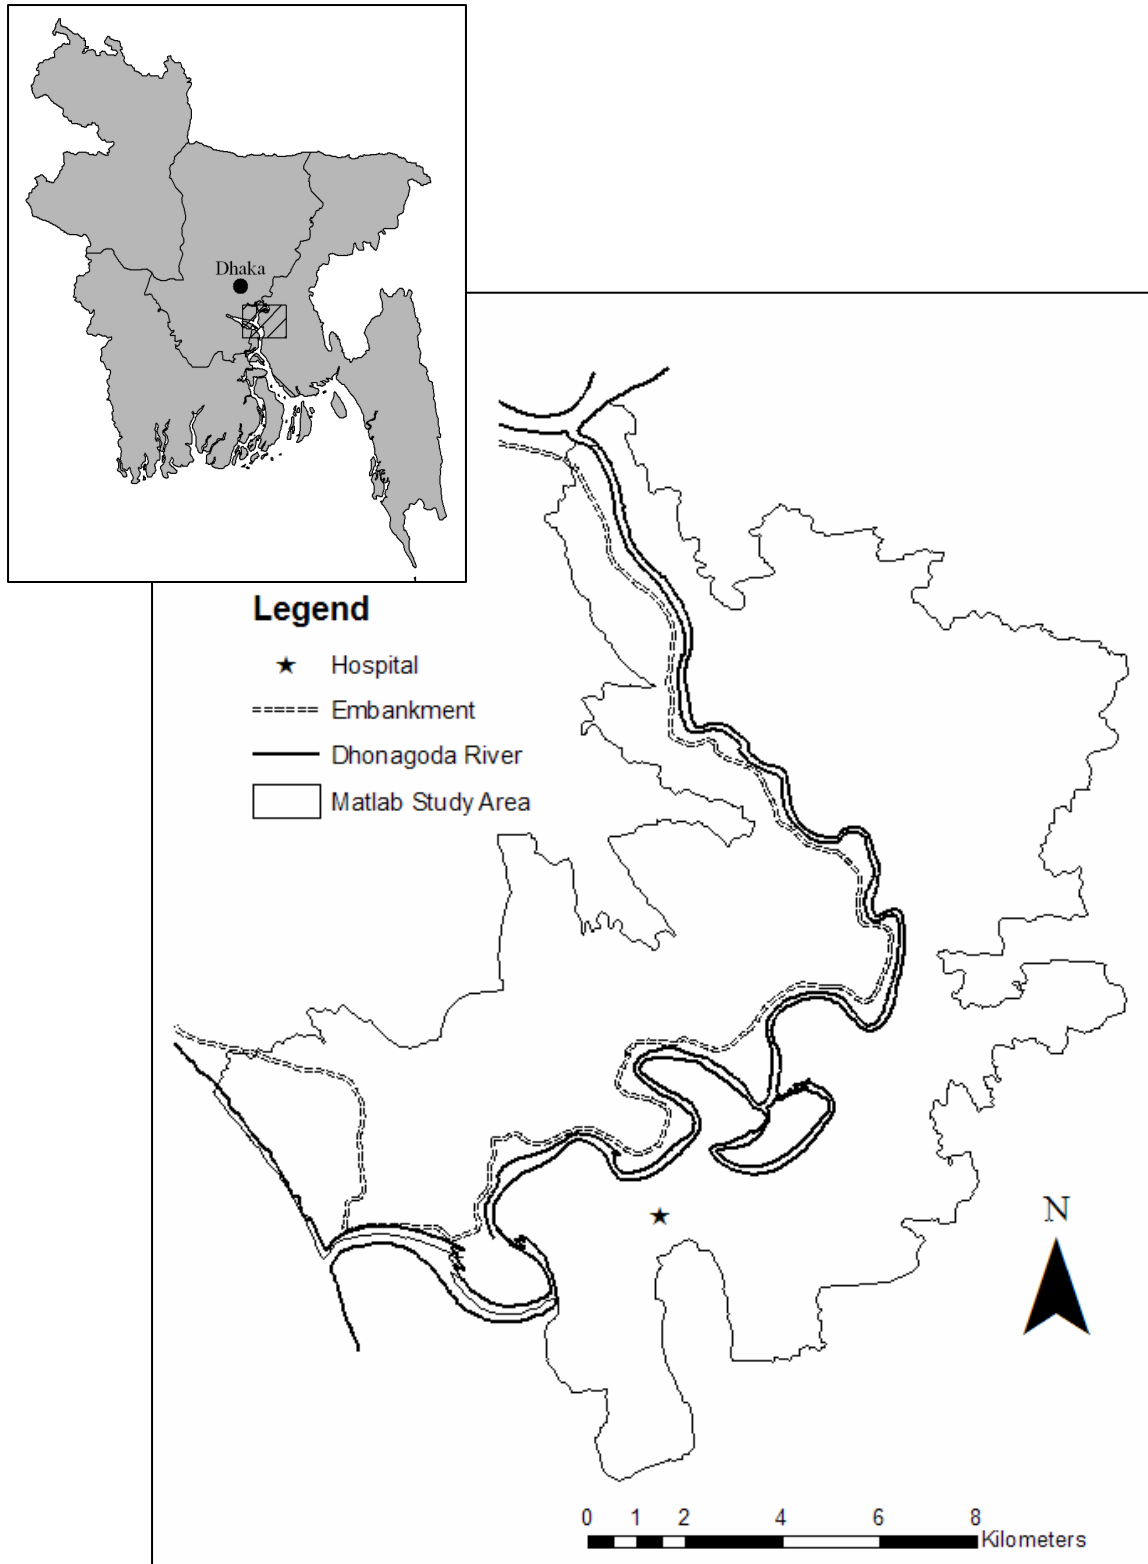 Dhaka
Legend
Hospital
Embankment
Dhonagoda River
Matlab Study Area
N
0 1 2 4 6 8
Kilometers